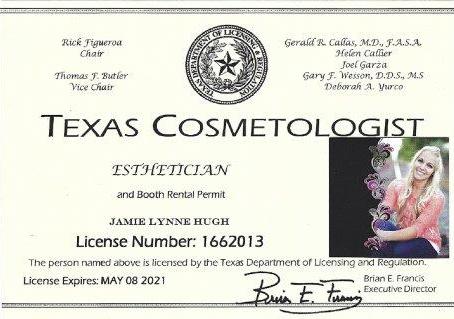 Rick Figueroa
Chair
Thomas F. Butler
Vice Chair
TEXAS DEPARTMENT OF LICENSING & REGULATION
Gerald R. Callas, M.D., F.A.S.A.
Helen Callier
Joel Garza
Gary F. Wesson, D.D.S., M.S
Deborah A. Yurco
TEXAS COSMETOLOGIST
ESTHETICIAN
and Booth Rental Permit
JAMIE LYNNE HUGH
License Number: 1662013
The person named above is licensed by the Texas Department of Licensing and Regulation.
License Expires: MAY 08 2021
Brian E. Francis
Brian E. Francis
Executive Director